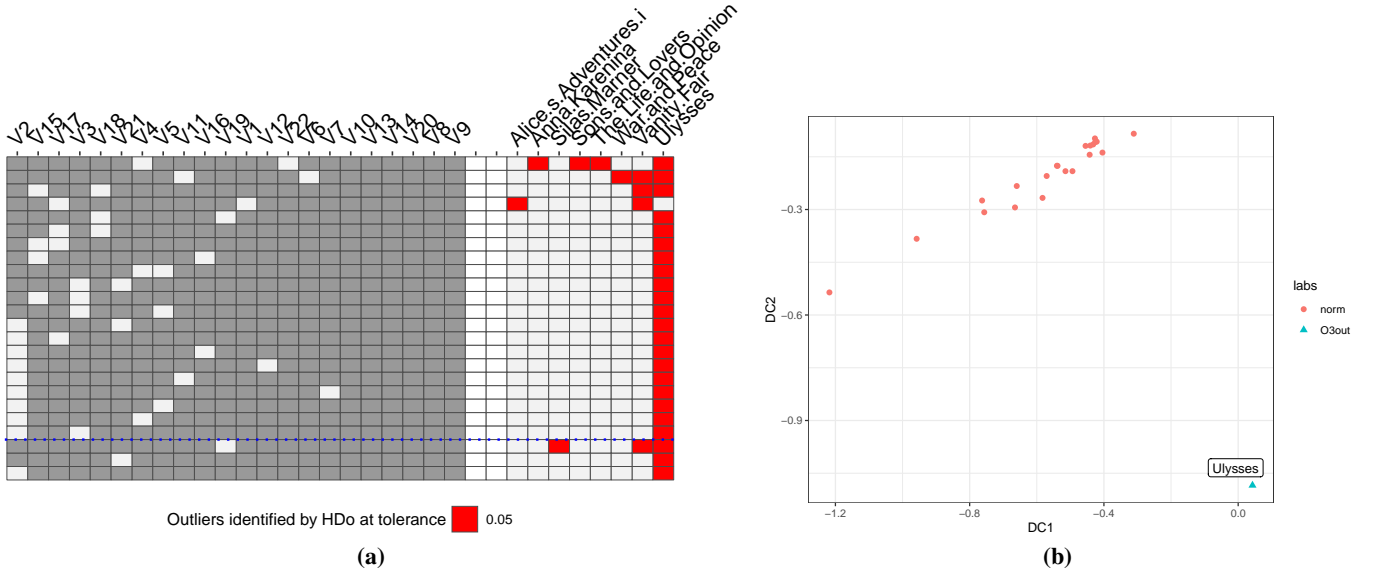 V2
V15
V17
V3
V18
V21
V4
V5
V11
V16
V19
V1
V12
V22
V6
V7
V10
V13
V14
V20
V8
V9
Alice.s.Adventures.i
Anna.Karenina
Silas.Marner
Sons.and.Lovers
The.Life.and.Opinion
War.and.Peace
Vanity.Fair
Ulysses
Outliers identified by HDo at tolerance 0.05
(a)
DC2
−0.3
−0.6
−0.9
Ulysses
−1.2 −0.8 −0.4 0.0
DC1
labs
norm
O3out
(b)